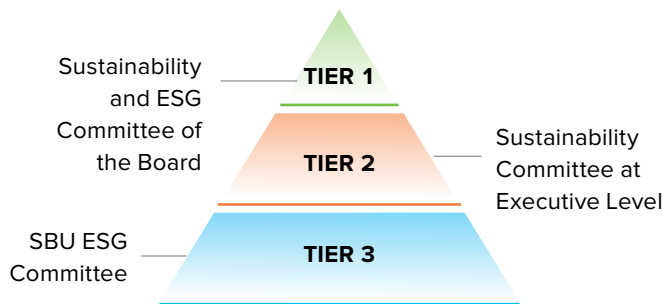 Sustainability
and ESG
Committee of
the Board
TIER 1
TIER 2
Sustainability
Committee at
Executive Level
SBU ESG
Committee
TIER 3